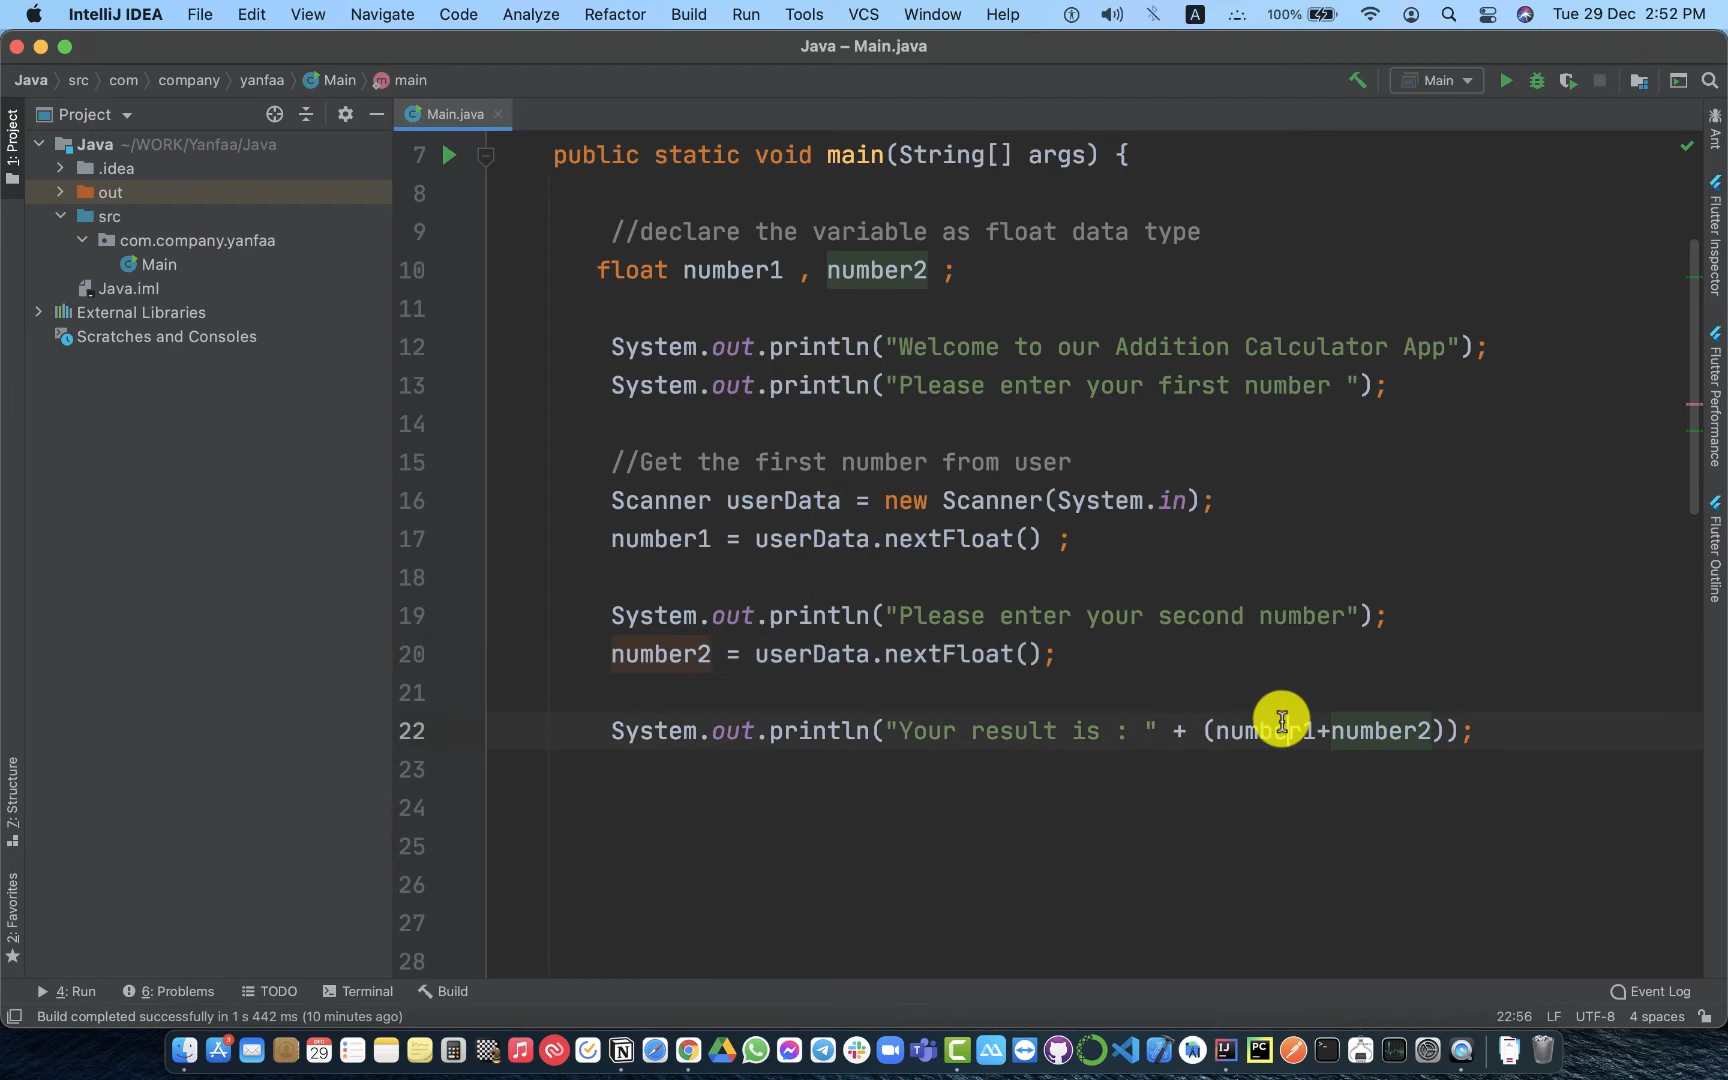 IntelliJ IDEA File Edit View Navigate Code Analyze Refactor Build Run Tools VCS Window Help A 100% Tue 29 Dec 2:52 PM
Java – Main.java
Java src com company yanfaa Main main Main
Project Main.java
1: Project
Java ~/WORK/Yanfaa/Java
.idea
out
src
com.company.yanfaa
Main
Java.iml
External Libraries
Scratches and Consoles
7 public static void main(String[] args) {
8
9 //declare the variable as float data type
10 float number1 , number2 ;
11
12 System.out.println("Welcome to our Addition Calculator App");
13 System.out.println("Please enter your first number ");
14
15 //Get the first number from user
16 Scanner userData = new Scanner(System.in);
17 number1 = userData.nextFloat() ;
18
19 System.out.println("Please enter your second number");
20 number2 = userData.nextFloat();
21
22 System.out.println("Your result is : " + (number1+number2));
23
24
25
26
27
28
Ant
Flutter Inspector
Flutter Performance
Flutter Outline
Z: Structure
2: Favorites
4: Run 6: Problems TODO Terminal Build Event Log
Build completed successfully in 1 s 442 ms (10 minutes ago) 22:56 LF UTF-8 4 spaces